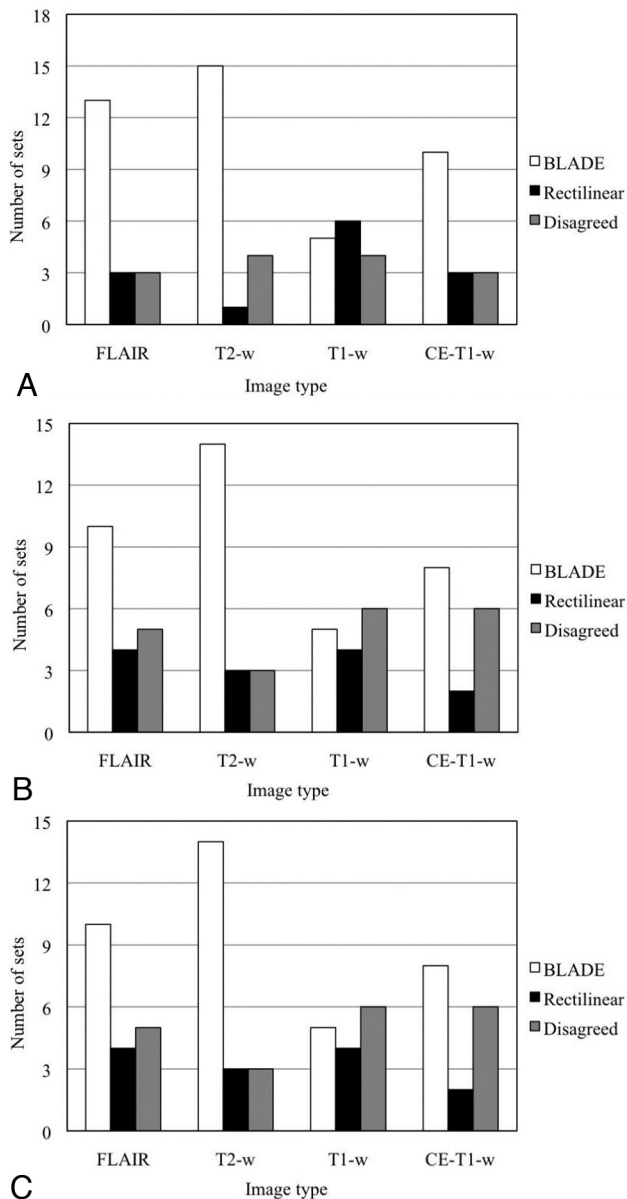 18
15
12
9
6
3
0
Number of sets
BLADE
Rectilinear
Disagreed
FLAIR T2-w T1-w CE-T1-w
Image type
A
15
12
9
6
3
0
Number of sets
BLADE
Rectilinear
Disagreed
FLAIR T2-w T1-w CE-T1-w
Image type
B
15
12
9
6
3
0
Number of sets
BLADE
Rectilinear
Disagreed
FLAIR T2-w T1-w CE-T1-w
Image type
C